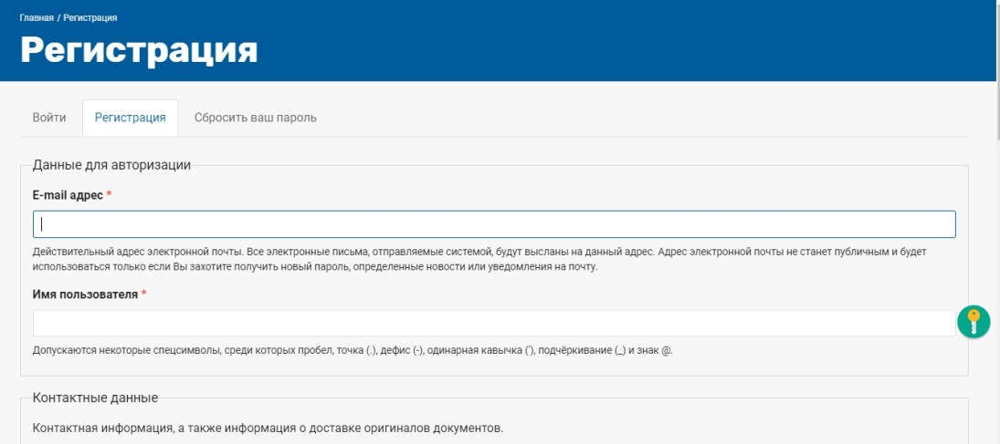 Главная / Регистрация
Регистрация
Войти
Регистрация
Сбросить ваш пароль
Данные для авторизации
E-mail адрес *
Действительный адрес электронной почты. Все электронные письма, отправляемые системой, будут высланы на данный адрес. Адрес электронной почты не станет публичным и будет
использоваться только если Вы захотите получить новый пароль, определенные новости или уведомления на почту.
Имя пользователя *
Допускаются некоторые спецсимволы, среди которых пробел, точка (.), дефис (-), одинарная кавычка ('), подчёркивание (_) и знак @.
Контактные данные
Контактная информация, а также информация о доставке оригиналов документов.